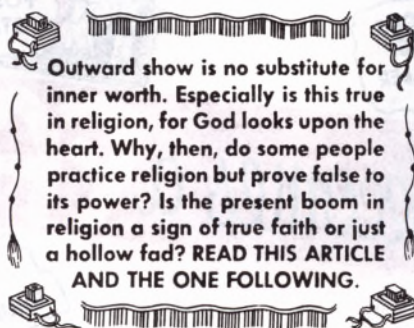 Outward show is no substitute for
inner worth. Especially is this true
in religion, for God looks upon the
heart. Why, then, do some people
practice religion but prove false to
its power? Is the present boom in
religion a sign of true faith or just
a hollow fad? READ THIS ARTICLE
AND THE ONE FOLLOWING.